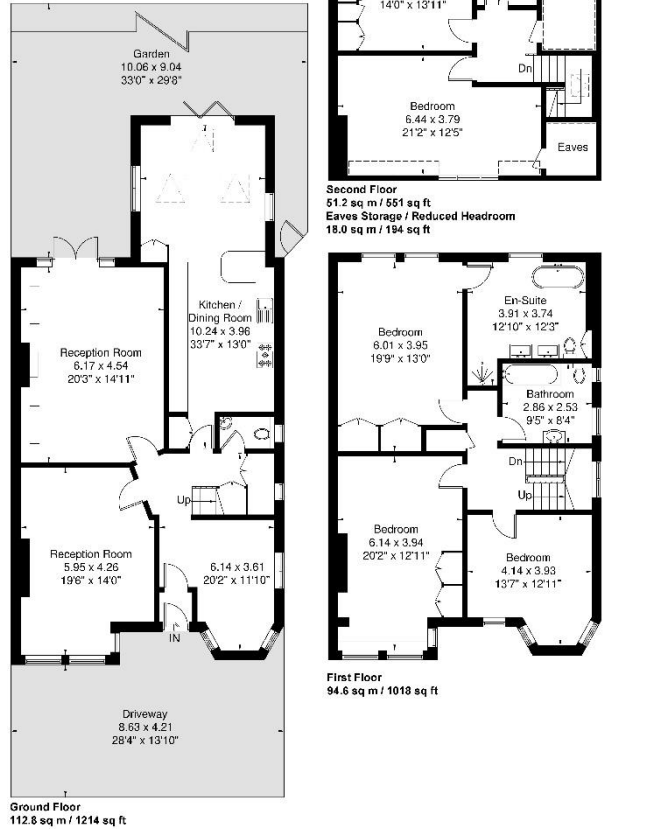 14'0" x 13'11"
Dn
Bedroom
6.44 x 3.79
21'2" x 12'5"
Eaves
Second Floor
51.2 sq m / 551 sq ft
Eaves Storage / Reduced Headroom
18.0 sq m / 194 sq ft
Garden
10.06 x 9.04
33'0" x 29'8"
Kitchen /
Dining Room
10.24 x 3.96
33'7" x 13'0"
Reception Room
6.17 x 4.54
20'3" x 14'11"
Up
Reception Room
5.95 x 4.26
19'6" x 14'0"
6.14 x 3.61
20'2" x 11'10"
IN
Driveway
8.63 x 4.21
28'4" x 13'10"
Ground Floor
112.8 sq m / 1214 sq ft
En-Suite
3.91 x 3.74
12'10" x 12'3"
Bedroom
6.01 x 3.95
19'9" x 13'0"
Bathroom
2.86 x 2.53
9'5" x 8'4"
Dn
Up
Bedroom
6.14 x 3.94
20'2" x 12'11"
Bedroom
4.14 x 3.93
13'7" x 12'11"
First Floor
94.6 sq m / 1018 sq ft